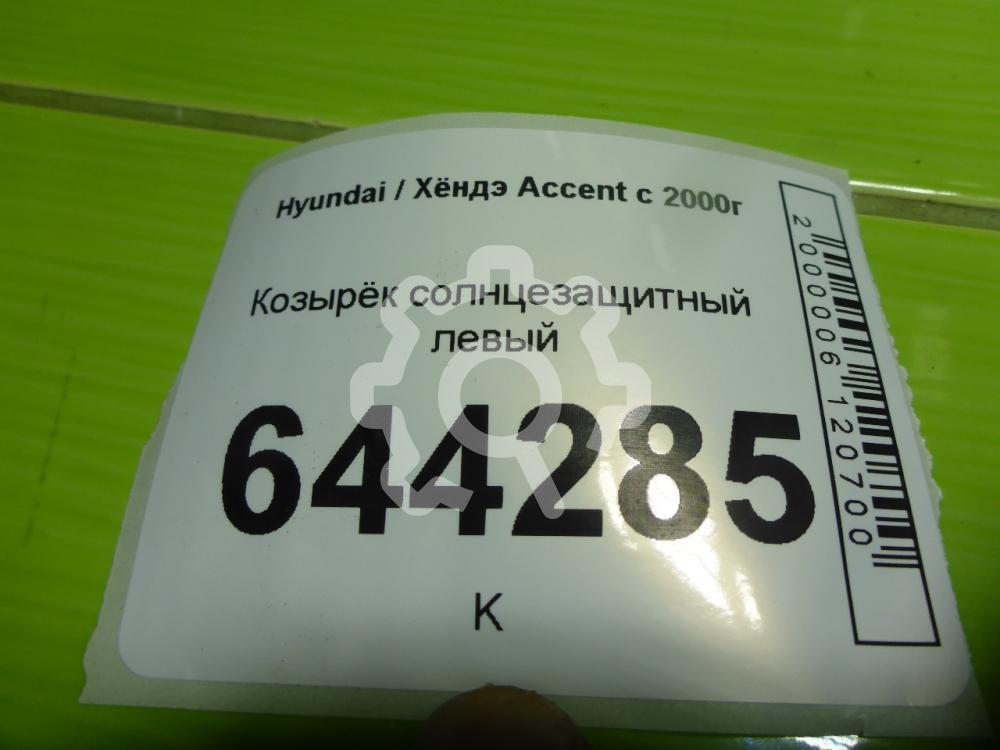 Hyundai / Хёндэ Accent с 2000г
Козырёк солнцезащитный
левый
644285
К
2000006120700